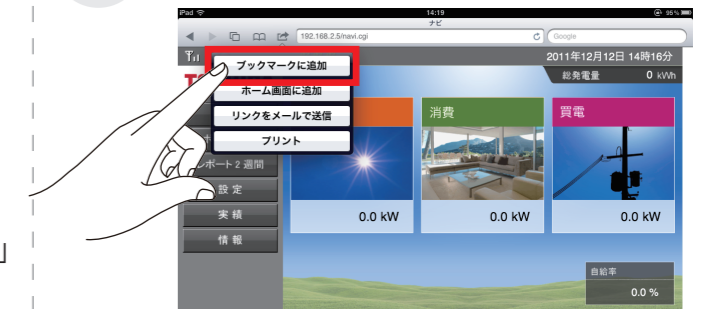 iPad 14:19 95%
ナビ
192.168.2.5/navi.cgi Google
2011年12月12日 14時16分
ブックマークに追加
総発電量 0 kWh
ホーム画面に追加
リンクをメールで送信
消費 買電
プリント
レポート2週間
設 定
実 績
0.0 kW 0.0 kW 0.0 kW
情 報
」
自給率
0.0 %